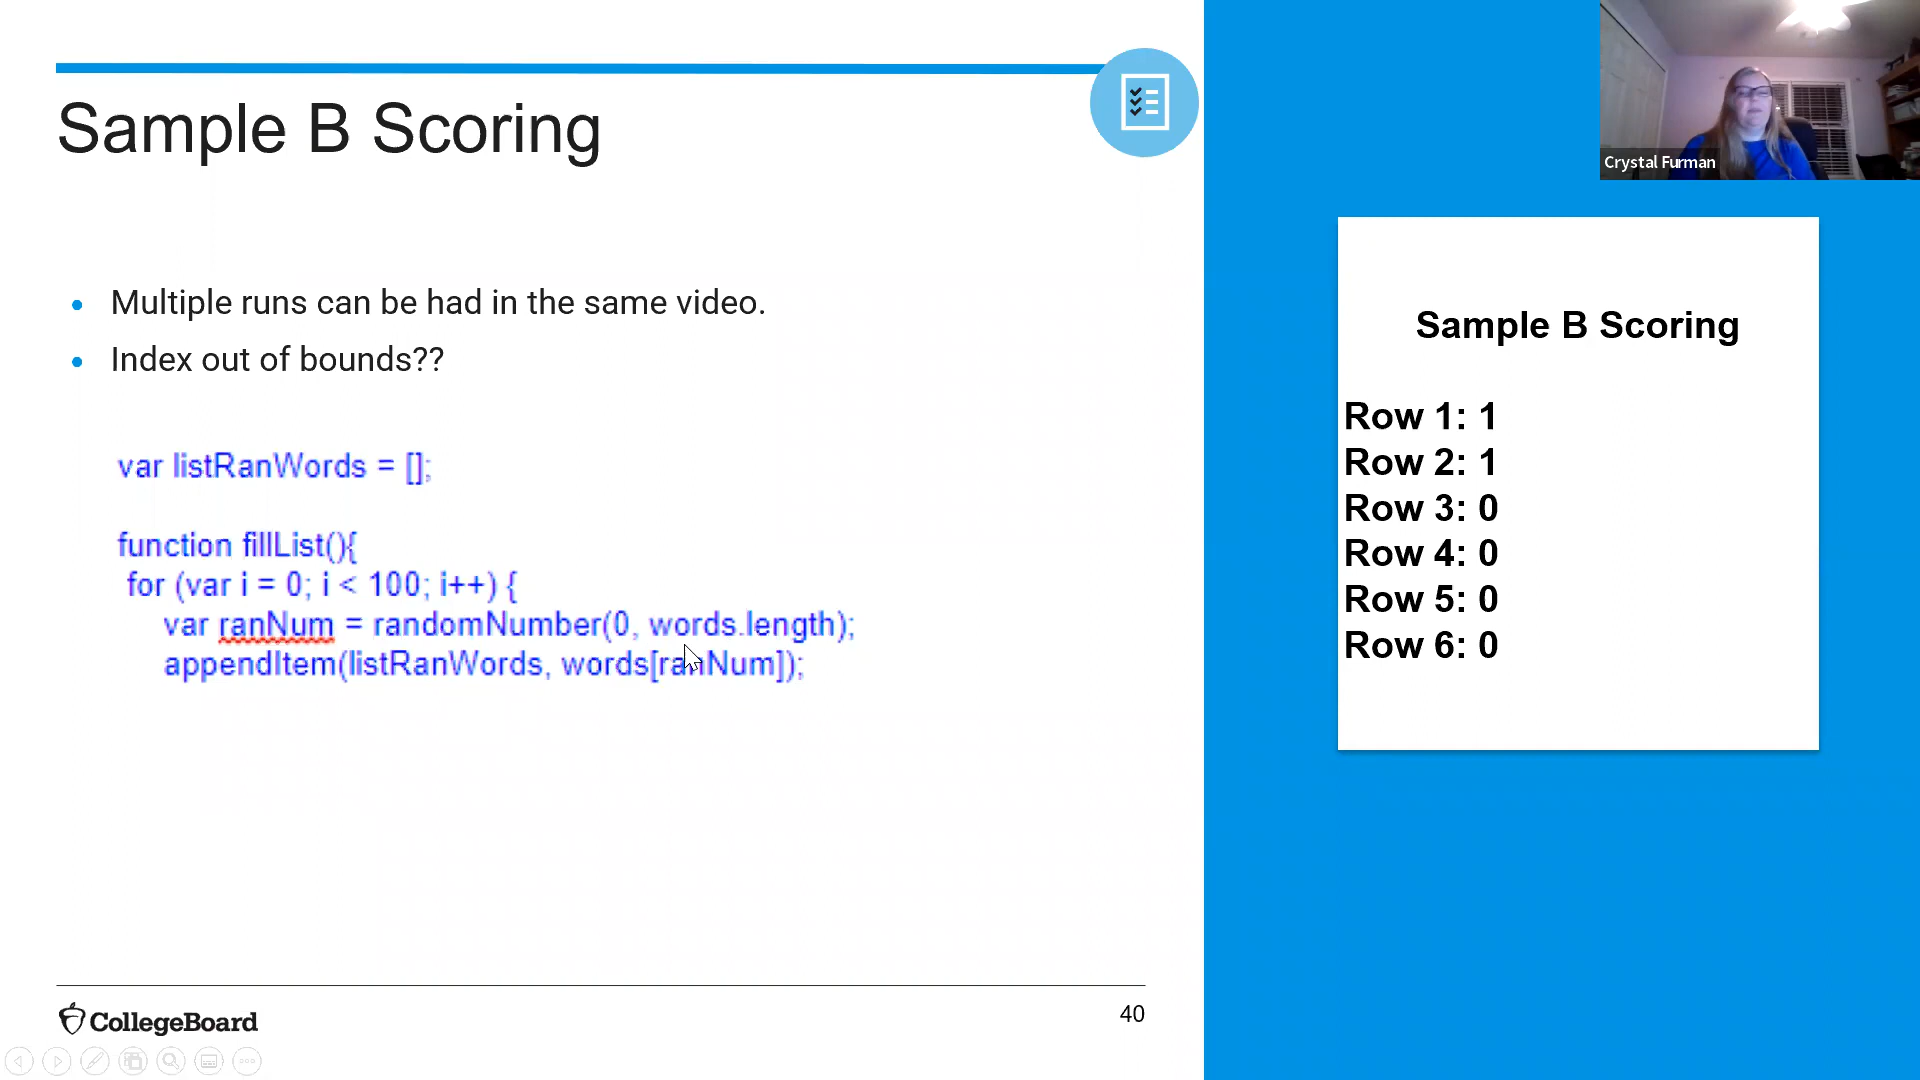 Sample B Scoring
Crystal Furman
Multiple runs can be had in the same video.
Index out of bounds??
var listRanWords = [];
function fillList(){
for (var i = 0; i < 100; i++) {
var ranNum = randomNumber(0, words.length);
appendItem(listRanWords, words[ranNum]);
Sample B Scoring
Row 1: 1
Row 2: 1
Row 3: 0
Row 4: 0
Row 5: 0
Row 6: 0
CollegeBoard
40